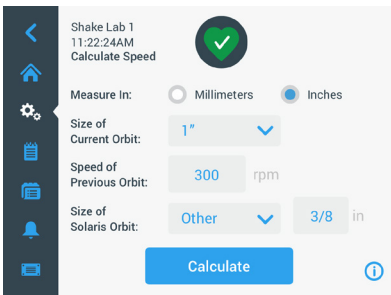 Shake Lab 1
11:22:24AM
Calculate Speed
Measure In: Millimeters Inches
Size of
Current Orbit: 1"
Speed of
Previous Orbit: 300 rpm
Size of
Solaris Orbit: Other 3/8 in
Calculate